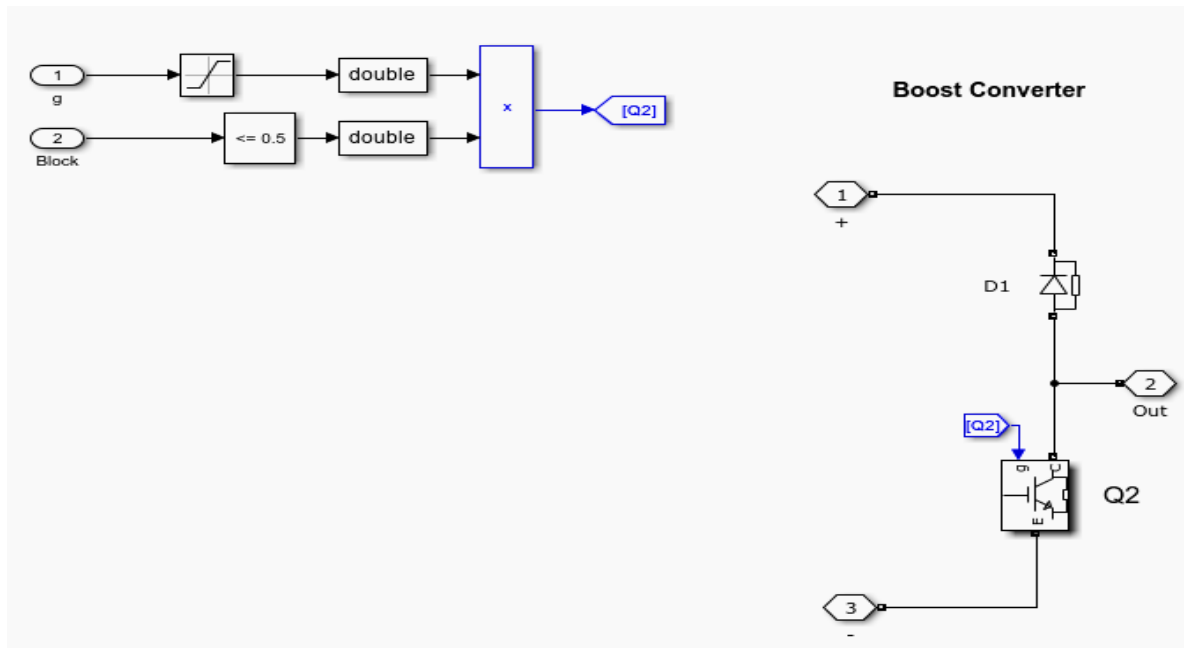 1
g
double
x
[Q2]
2
Block
<= 0.5
double
Boost Converter
1
+
D1
2
Out
[Q2]
g
C
E
Q2
3
-